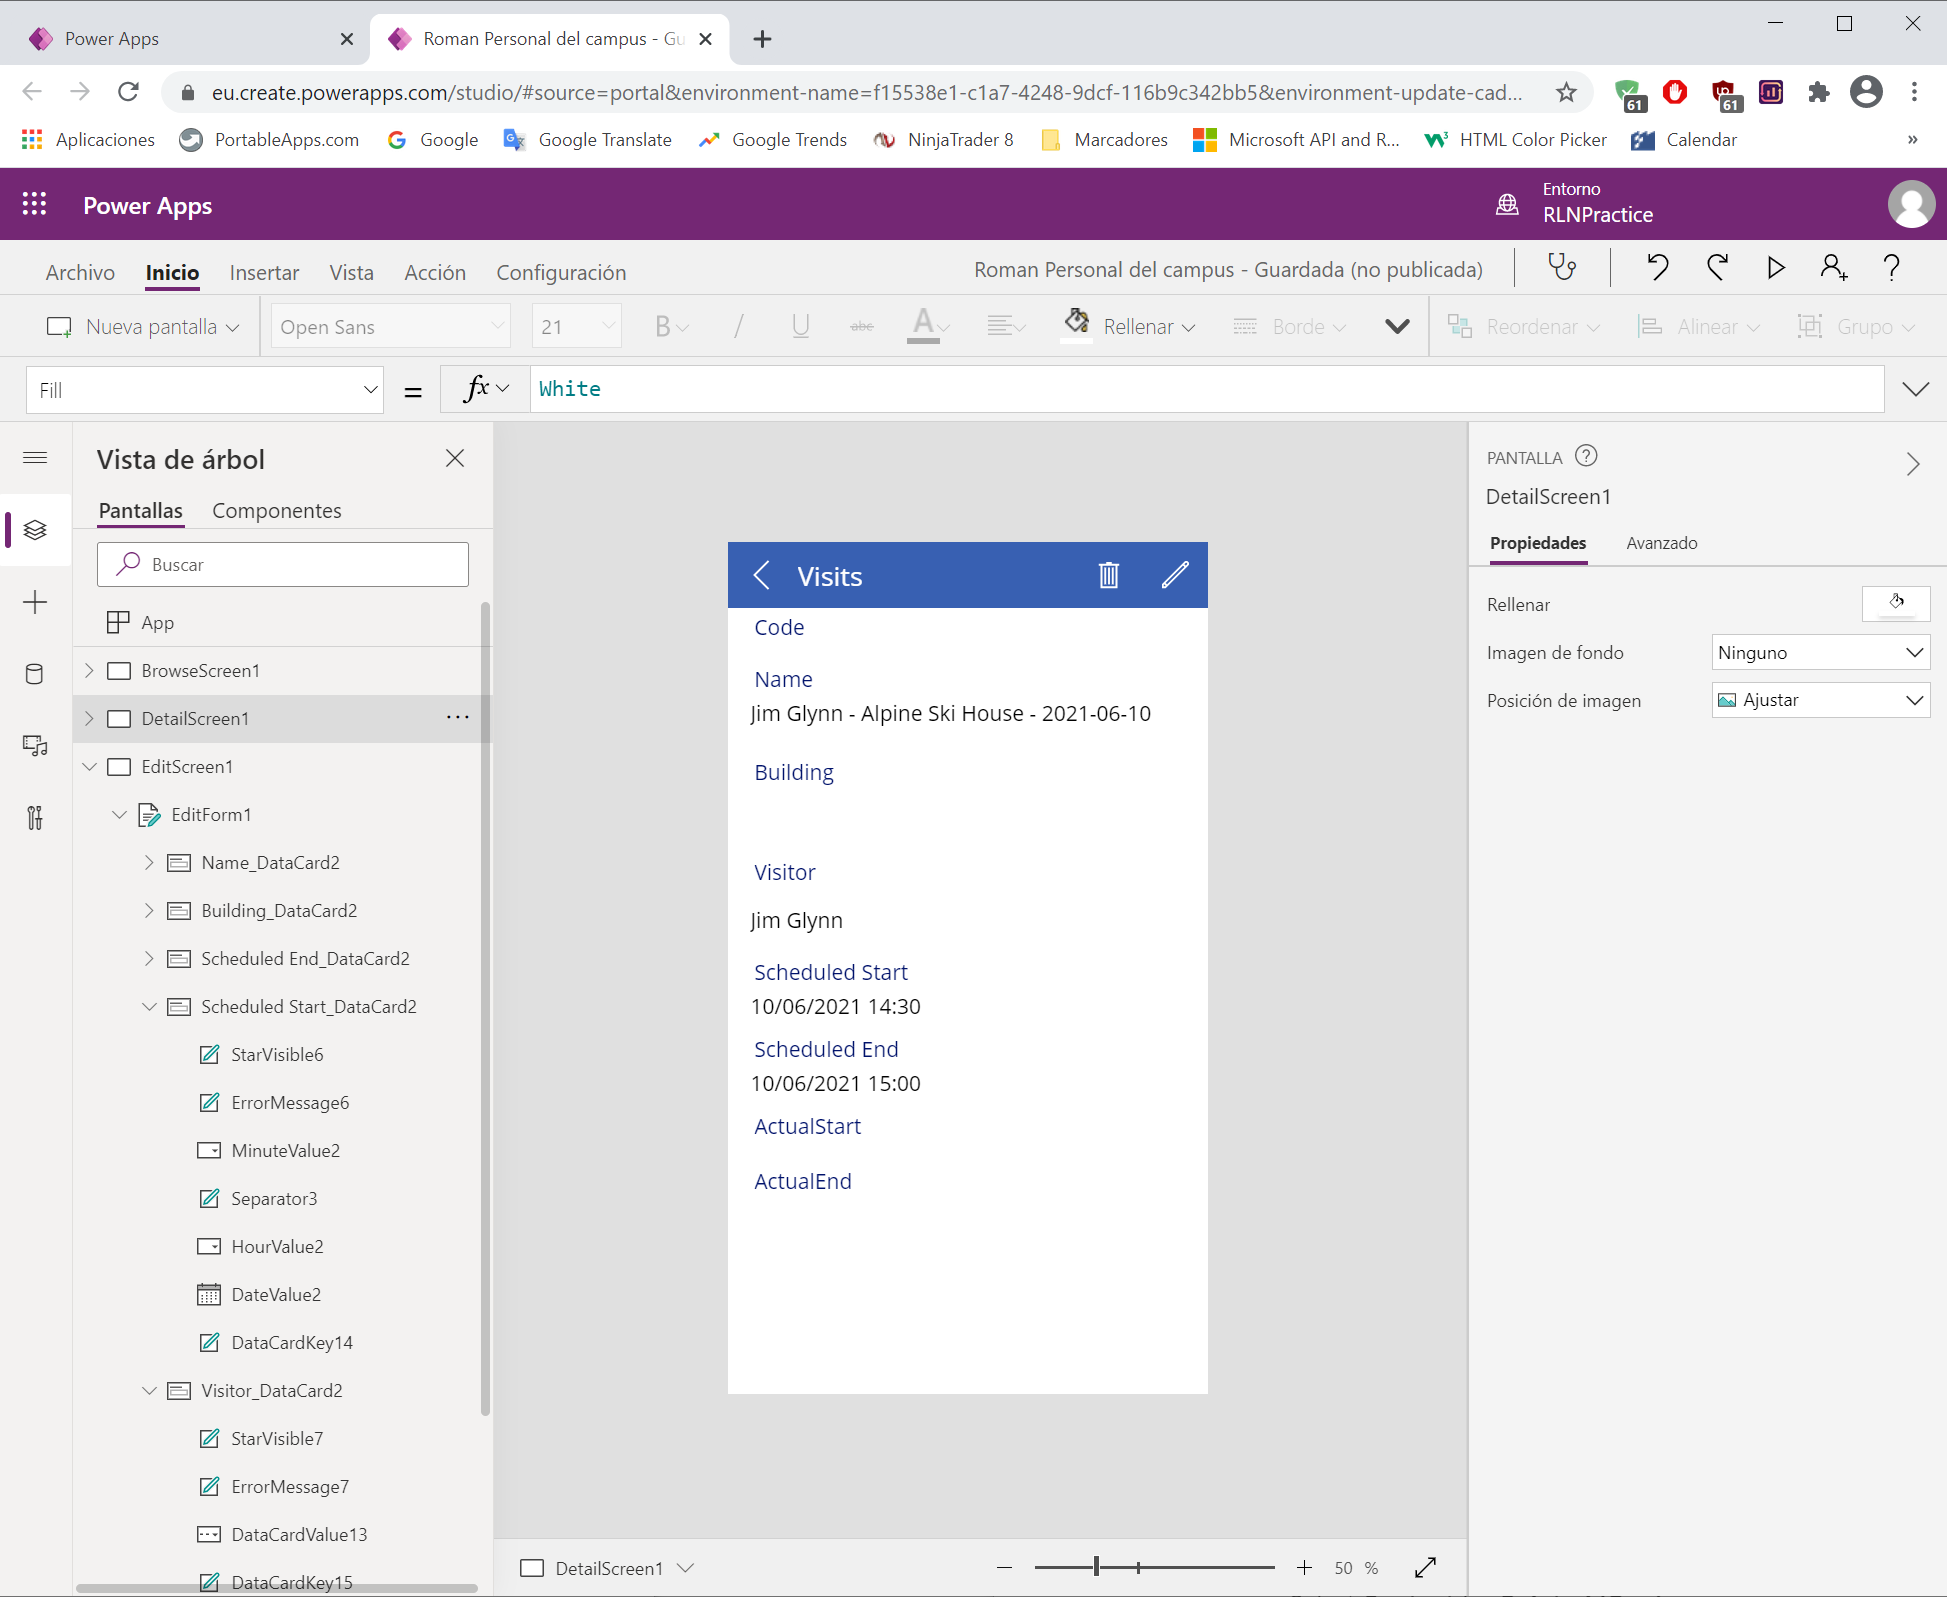 Power Apps
Roman Personal del campus - Gu
eu.create.powerapps.com/studio/#source=portal&environment-name=f15538e1-c1a7-4248-9dcf-116b9c342bb5&environment-update-cad...
61
61
Aplicaciones
PortableApps.com
Google
Google Translate
Google Trends
NinjaTrader 8
Marcadores
Microsoft API and R...
HTML Color Picker
Calendar
»
Power Apps
Entorno
RLNPractice
Archivo
Inicio
Insertar
Vista
Acción
Configuración
Roman Personal del campus - Guardada (no publicada)
Nueva pantalla
Open Sans
21
B
/
U
abc
A
Rellenar
Borde
Reordenar
Alinear
Grupo
Fill
=
fx
White
Vista de árbol
Pantallas
Componentes
Buscar
App
BrowseScreen1
DetailScreen1
...
EditScreen1
EditForm1
Name_DataCard2
Building_DataCard2
Scheduled End_DataCard2
Scheduled Start_DataCard2
StarVisible6
ErrorMessage6
MinuteValue2
Separator3
HourValue2
DateValue2
DataCardKey14
Visitor_DataCard2
StarVisible7
ErrorMessage7
DataCardValue13
DataCardKey15
Visits
Code
Name
Jim Glynn - Alpine Ski House - 2021-06-10
Building
Visitor
Jim Glynn
Scheduled Start
10/06/2021 14:30
Scheduled End
10/06/2021 15:00
ActualStart
ActualEnd
DetailScreen1
50 %
PANTALLA
DetailScreen1
Propiedades
Avanzado
Rellenar
Imagen de fondo
Ninguno
Posición de imagen
Ajustar